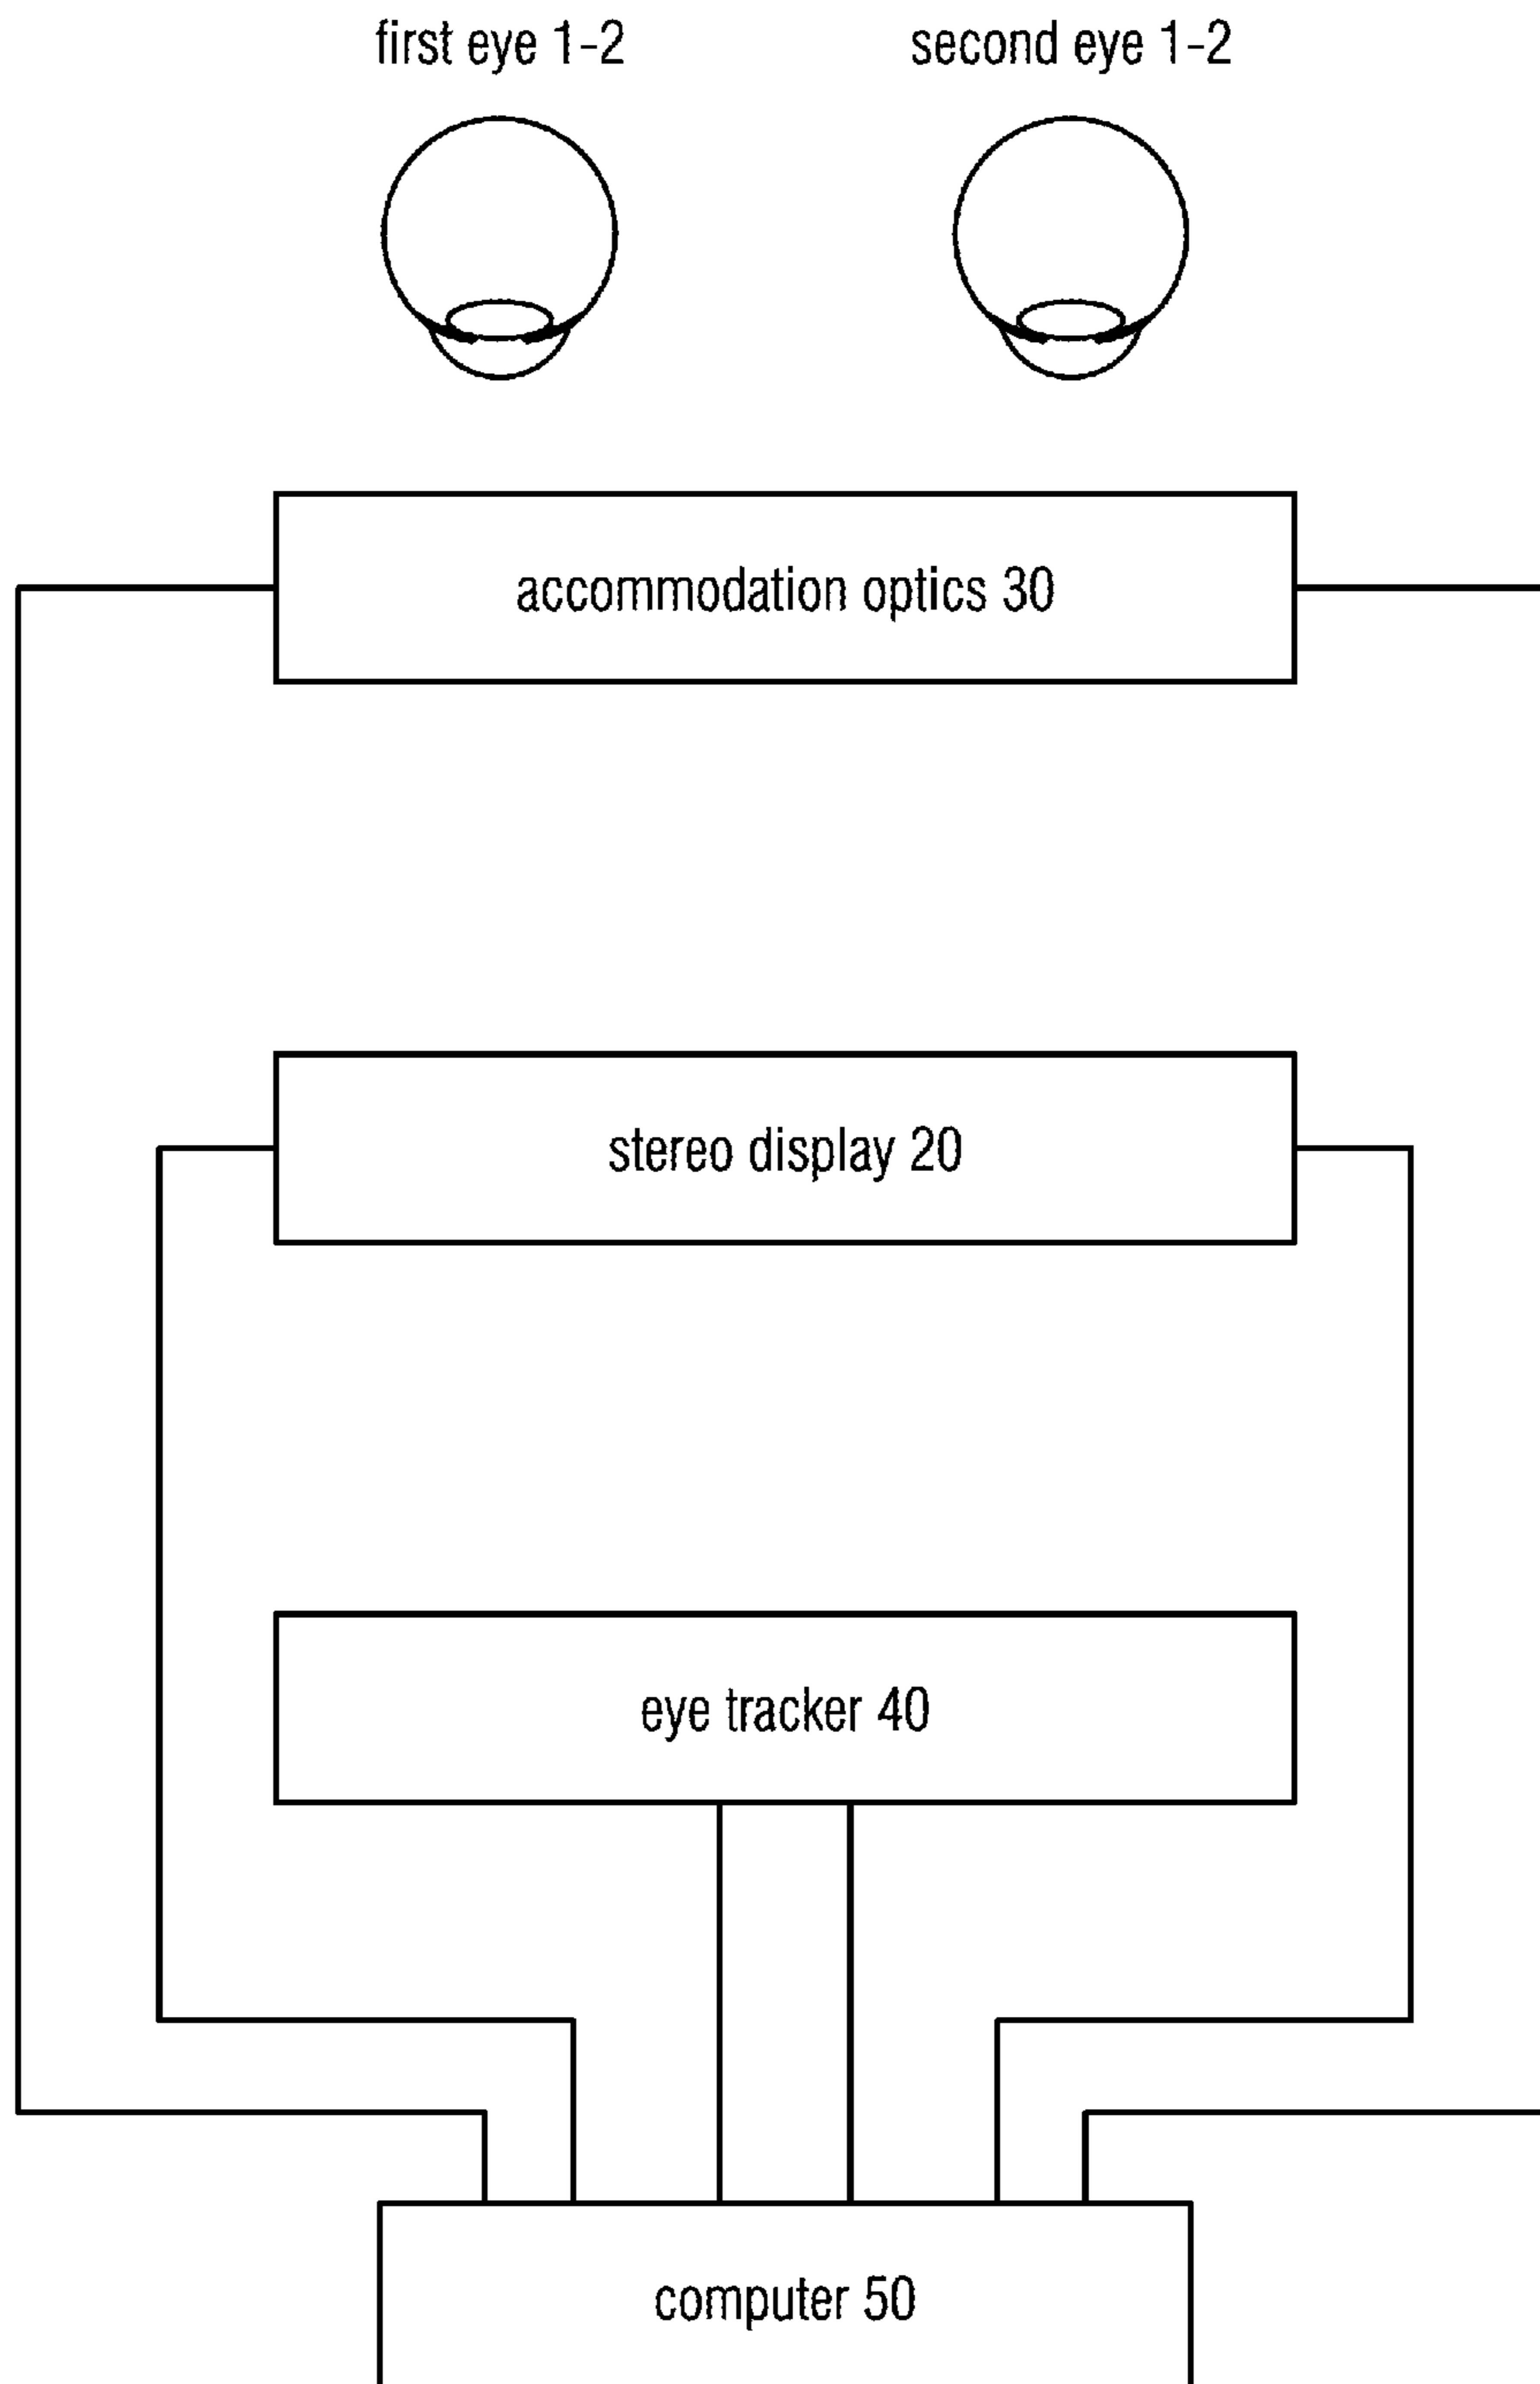 first eye 1-2
second eye 1-2
accommodation optics 30
stereo display 20
eye tracker 40
computer 50